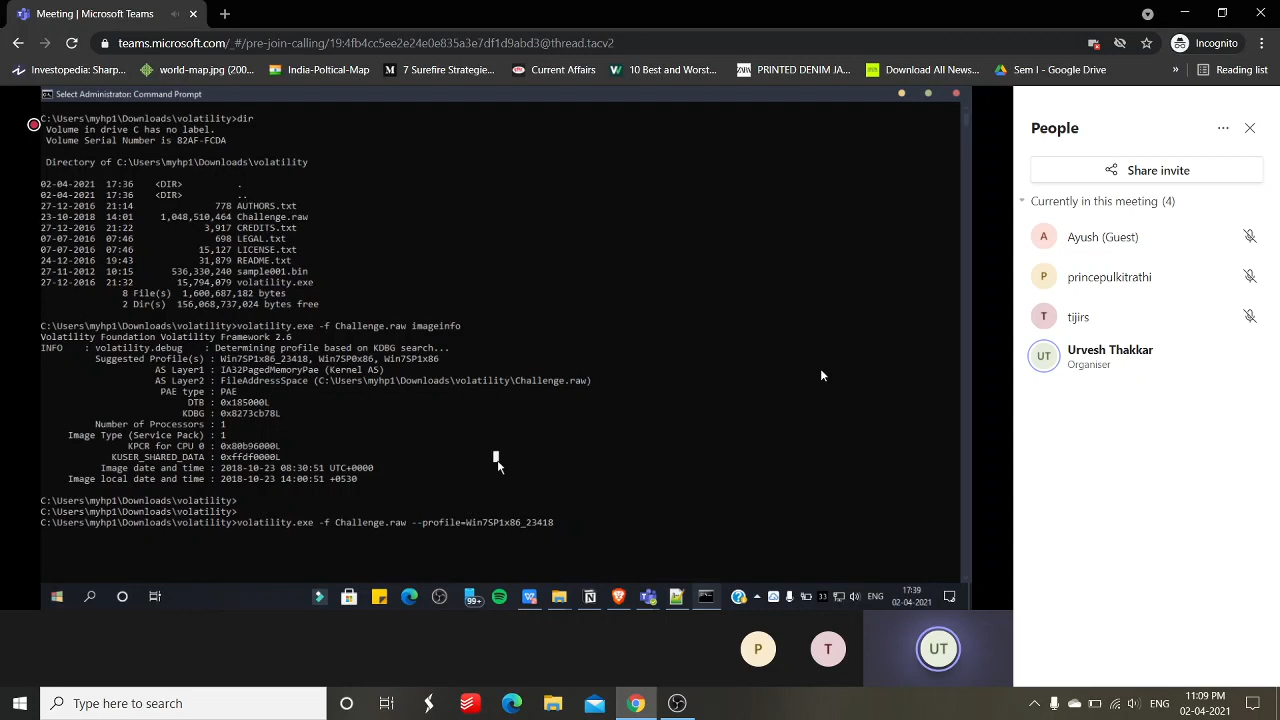 Meeting | Microsoft Teams
teams.microsoft.com/_#/pre-join-calling/19:4fb4cc5ee2e24e0e835a3e7df1d9abd3@thread.tacv2
Incognito
Investopedia: Sharp...
world-map.jpg (200...
India-Poltical-Map
7 Surefire Strategie...
Current Affairs
10 Best and Worst...
PRINTED DENIM JA...
Download All News...
Sem I - Google Drive
»
Reading list
Select Administrator: Command Prompt
C:\Users\myhp1\Downloads\volatility>dir
Volume in drive C has no label.
Volume Serial Number is 82AF-FCDA
Directory of C:\Users\myhp1\Downloads\volatility
02-04-2021 17:36 <DIR> .
02-04-2021 17:36 <DIR> ..
27-12-2016 21:14 778 AUTHORS.txt
23-10-2018 14:01 1,048,510,464 Challenge.raw
27-12-2016 21:22 3,917 CREDITS.txt
07-07-2016 07:46 698 LEGAL.txt
07-07-2016 07:46 15,127 LICENSE.txt
24-12-2016 19:43 31,879 README.txt
27-11-2012 10:15 536,330,240 sample001.bin
27-12-2016 21:32 15,794,079 volatility.exe
8 File(s) 1,600,687,182 bytes
2 Dir(s) 156,068,737,024 bytes free
C:\Users\myhp1\Downloads\volatility>volatility.exe -f Challenge.raw imageinfo
Volatility Foundation Volatility Framework 2.6
INFO : volatility.debug : Determining profile based on KDBG search...
Suggested Profile(s) : Win7SP1x86_23418, Win7SP0x86, Win7SP1x86
AS Layer1 : IA32PagedMemoryPae (Kernel AS)
AS Layer2 : FileAddressSpace (C:\Users\myhp1\Downloads\volatility\Challenge.raw)
PAE type : PAE
DTB : 0x185000L
KDBG : 0x8273cb78L
Number of Processors : 1
Image Type (Service Pack) : 1
KPCR for CPU 0 : 0x80b96000L
KUSER_SHARED_DATA : 0xffdf0000L
Image date and time : 2018-10-23 08:30:51 UTC+0000
Image local date and time : 2018-10-23 14:00:51 +0530
C:\Users\myhp1\Downloads\volatility>
C:\Users\myhp1\Downloads\volatility>
C:\Users\myhp1\Downloads\volatility>volatility.exe -f Challenge.raw --profile=Win7SP1x86_23418
99+
33
ENG
17:39
02-04-2021
People
Share invite
Currently in this meeting (4)
A
Ayush (Guest)
P
princepulkitrathi
T
tijirs
UT
Urvesh Thakkar
Organiser
P
T
UT
Type here to search
ENG
11:09 PM
02-04-2021